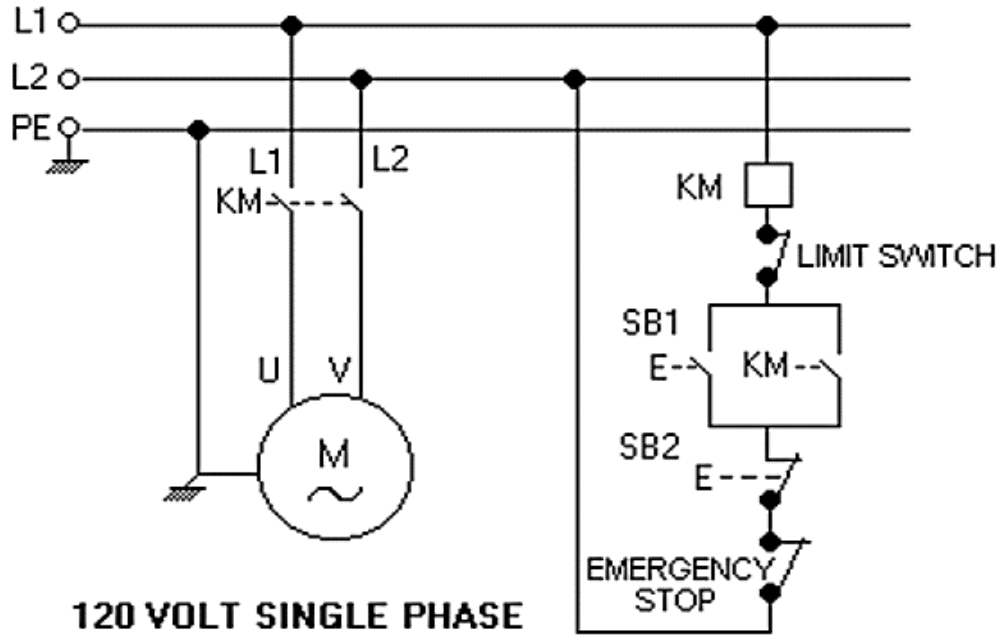 L1
L2
PE
L1 L2
KM
KM
LIMIT SWITCH
SB1
E
KM
U V
M
SB2
E
EMERGENCY
STOP
120 VOLT SINGLE PHASE